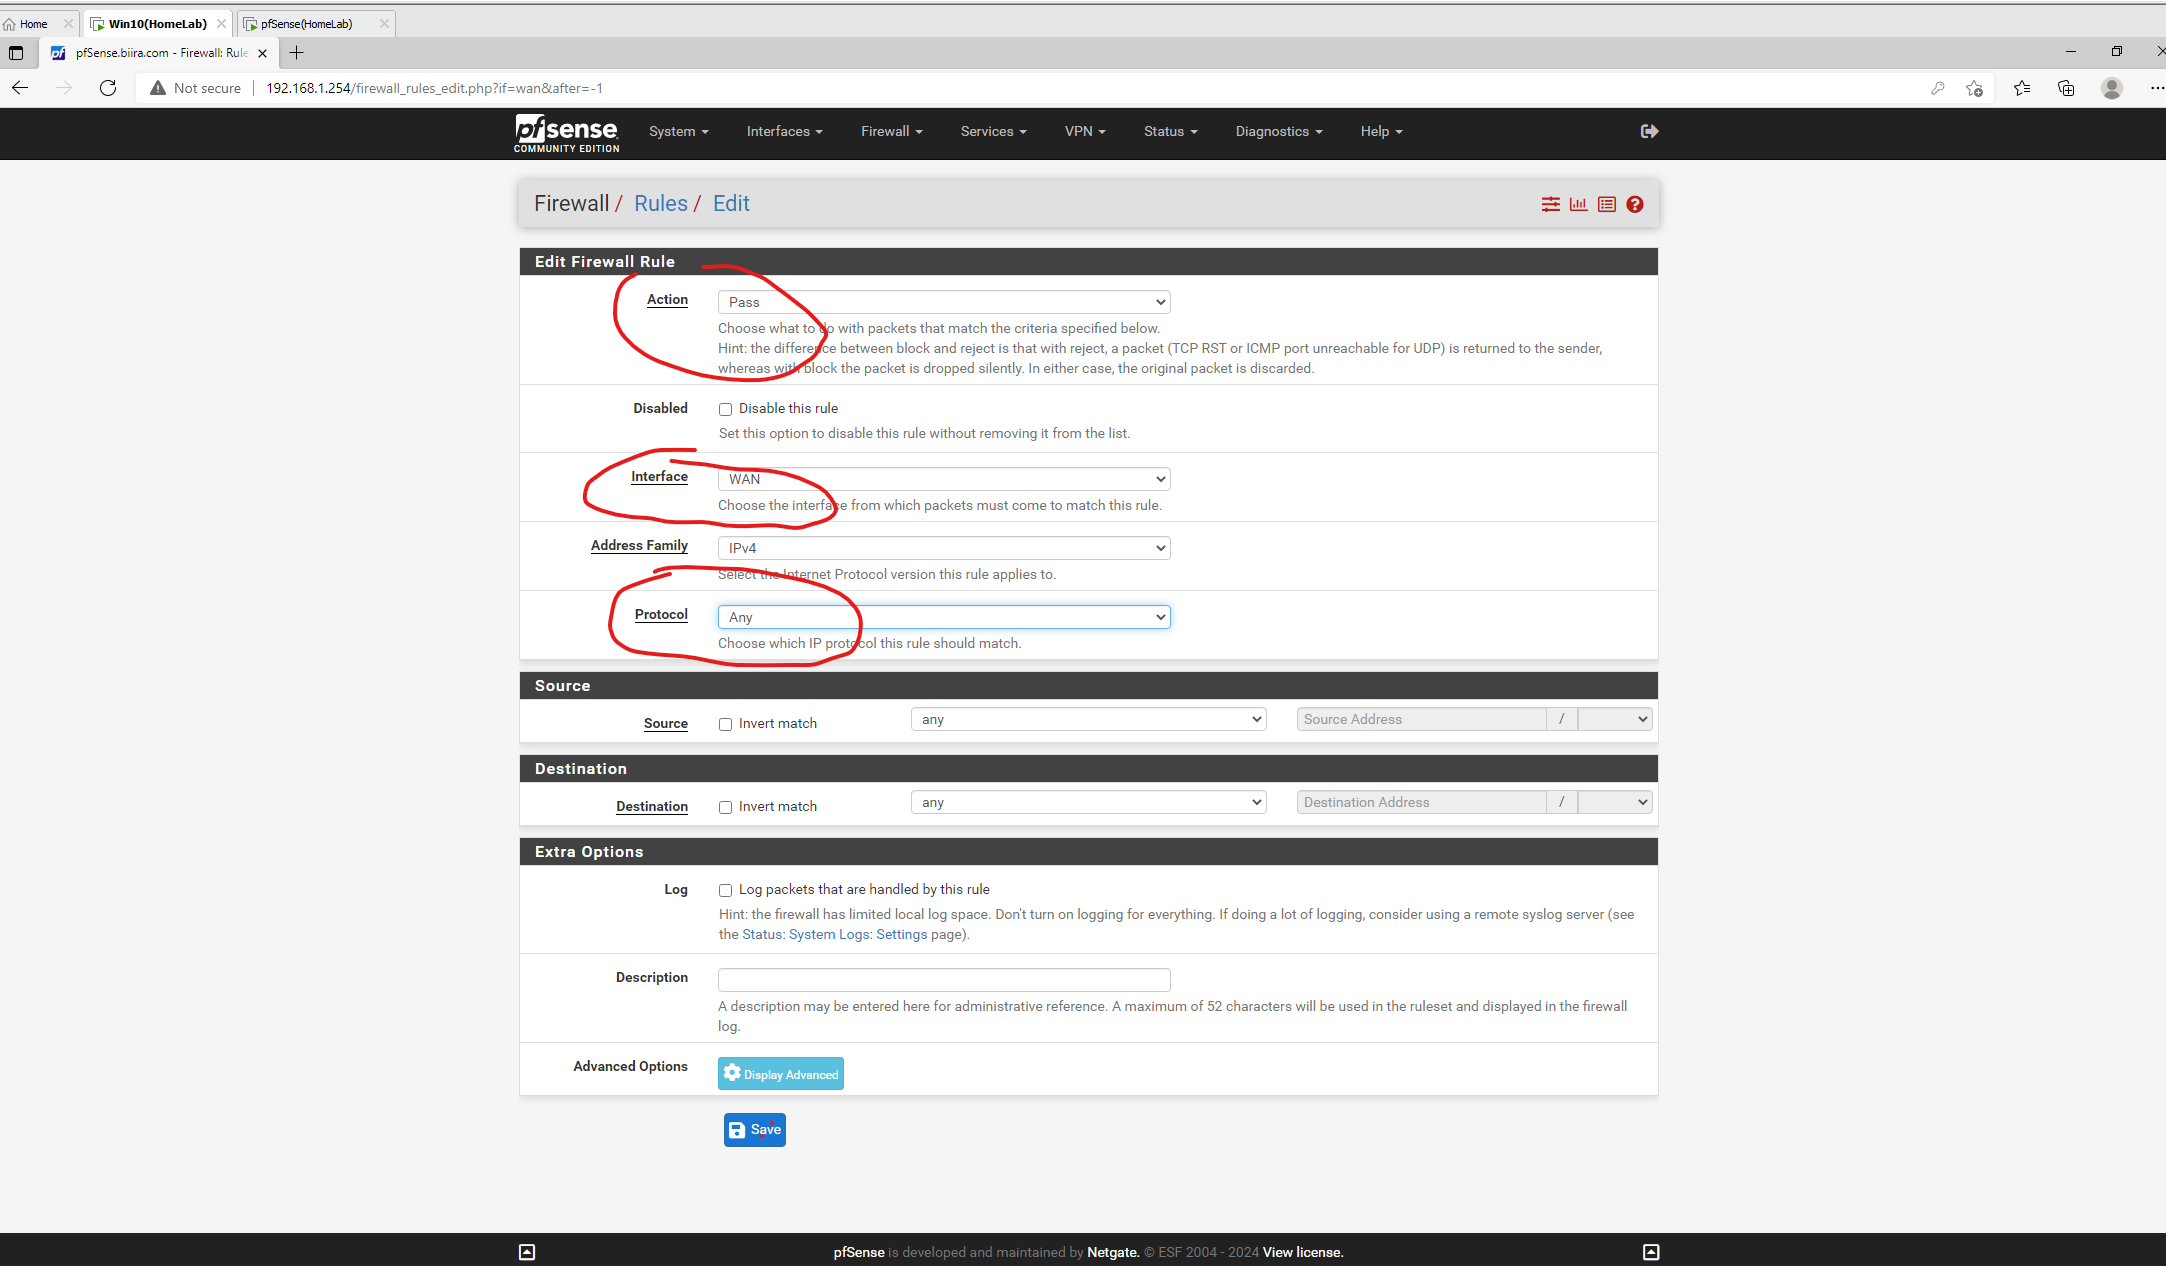 Home
Win10(HomeLab)
pfSense(HomeLab)
pfSense.biira.com - Firewall: Rule
Not secure
192.168.1.254/firewall_rules_edit.php?if=wan&after=-1
pfsense
COMMUNITY EDITION
System
Interfaces
Firewall
Services
VPN
Status
Diagnostics
Help
Firewall / Rules / Edit
Edit Firewall Rule
Action
Pass
Choose what to do with packets that match the criteria specified below.
Hint: the difference between block and reject is that with reject, a packet (TCP RST or ICMP port unreachable for UDP) is returned to the sender,
whereas with block the packet is dropped silently. In either case, the original packet is discarded.
Disabled
Disable this rule
Set this option to disable this rule without removing it from the list.
Interface
WAN
Choose the interface from which packets must come to match this rule.
Address Family
IPv4
Select the Internet Protocol version this rule applies to.
Protocol
Any
Choose which IP protocol this rule should match.
Source
Source
Invert match
any
Source Address
/
Destination
Destination
Invert match
any
Destination Address
/
Extra Options
Log
Log packets that are handled by this rule
Hint: the firewall has limited local log space. Don't turn on logging for everything. If doing a lot of logging, consider using a remote syslog server (see
the Status: System Logs: Settings page).
Description
A description may be entered here for administrative reference. A maximum of 52 characters will be used in the ruleset and displayed in the firewall
log.
Advanced Options
Display Advanced
Save
pfSense is developed and maintained by Netgate. © ESF 2004 - 2024 View license.